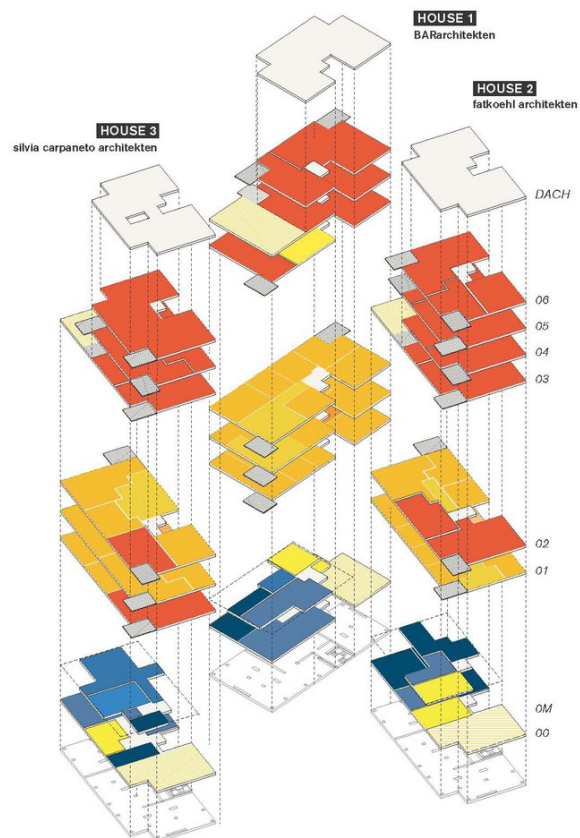 HOUSE 1
BARarchitekten
HOUSE 2
fatkoehl architekten
HOUSE 3
silvia carpaneto architekten
DACH
06
05
04
03
02
01
0M
00